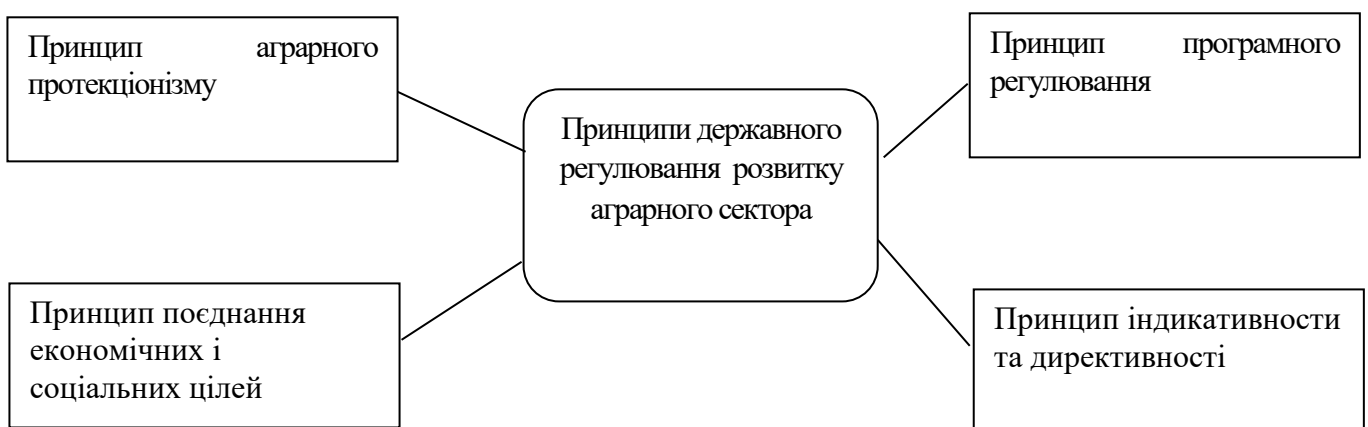 Принцип аграрного
протекціонізму
Принцип програмного
регулювання
Принципи державного
регулювання розвитку
аграрного сектора
Принцип поєднання
економічних і
соціальних цілей
Принцип індикативности
та директивності